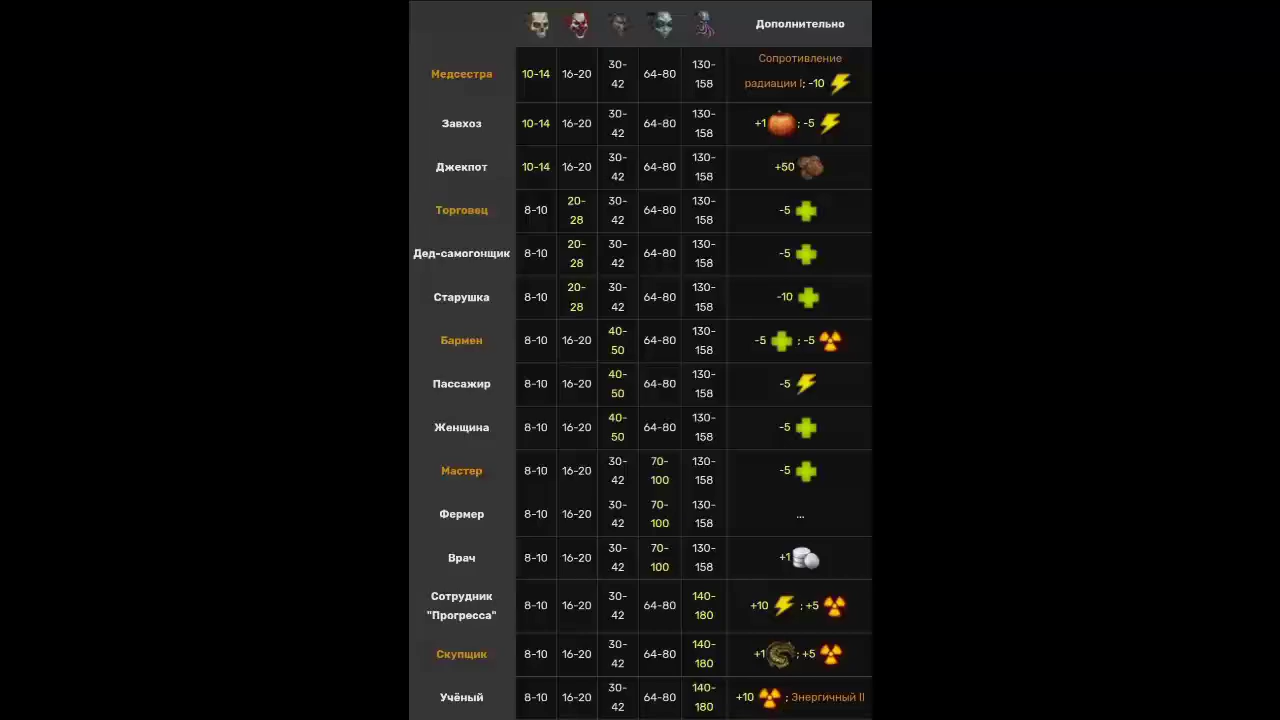 Дополнительно
Медсестра 10-14 16-20 30-42 64-80 130-158 Сопротивление радиации I; -10
Завхоз 10-14 16-20 30-42 64-80 130-158 +1 ; -5
Джекпот 10-14 16-20 30-42 64-80 130-158 +50
Торговец 8-10 20-28 30-42 64-80 130-158 -5
Дед-самогонщик 8-10 20-28 30-42 64-80 130-158 -5
Старушка 8-10 20-28 30-42 64-80 130-158 -10
Бармен 8-10 16-20 40-50 64-80 130-158 -5 ; -5
Пассажир 8-10 16-20 40-50 64-80 130-158 -5
Женщина 8-10 16-20 40-50 64-80 130-158 -5
Мастер 8-10 16-20 30-42 70-100 130-158 -5
Фермер 8-10 16-20 30-42 70-100 130-158 ...
Врач 8-10 16-20 30-42 70-100 130-158 +1
Сотрудник "Прогресса" 8-10 16-20 30-42 64-80 140-180 +10 ; +5
Скупщик 8-10 16-20 30-42 64-80 140-180 +1 ; +5
Учёный 8-10 16-20 30-42 64-80 140-180 +10 ; Энергичный II